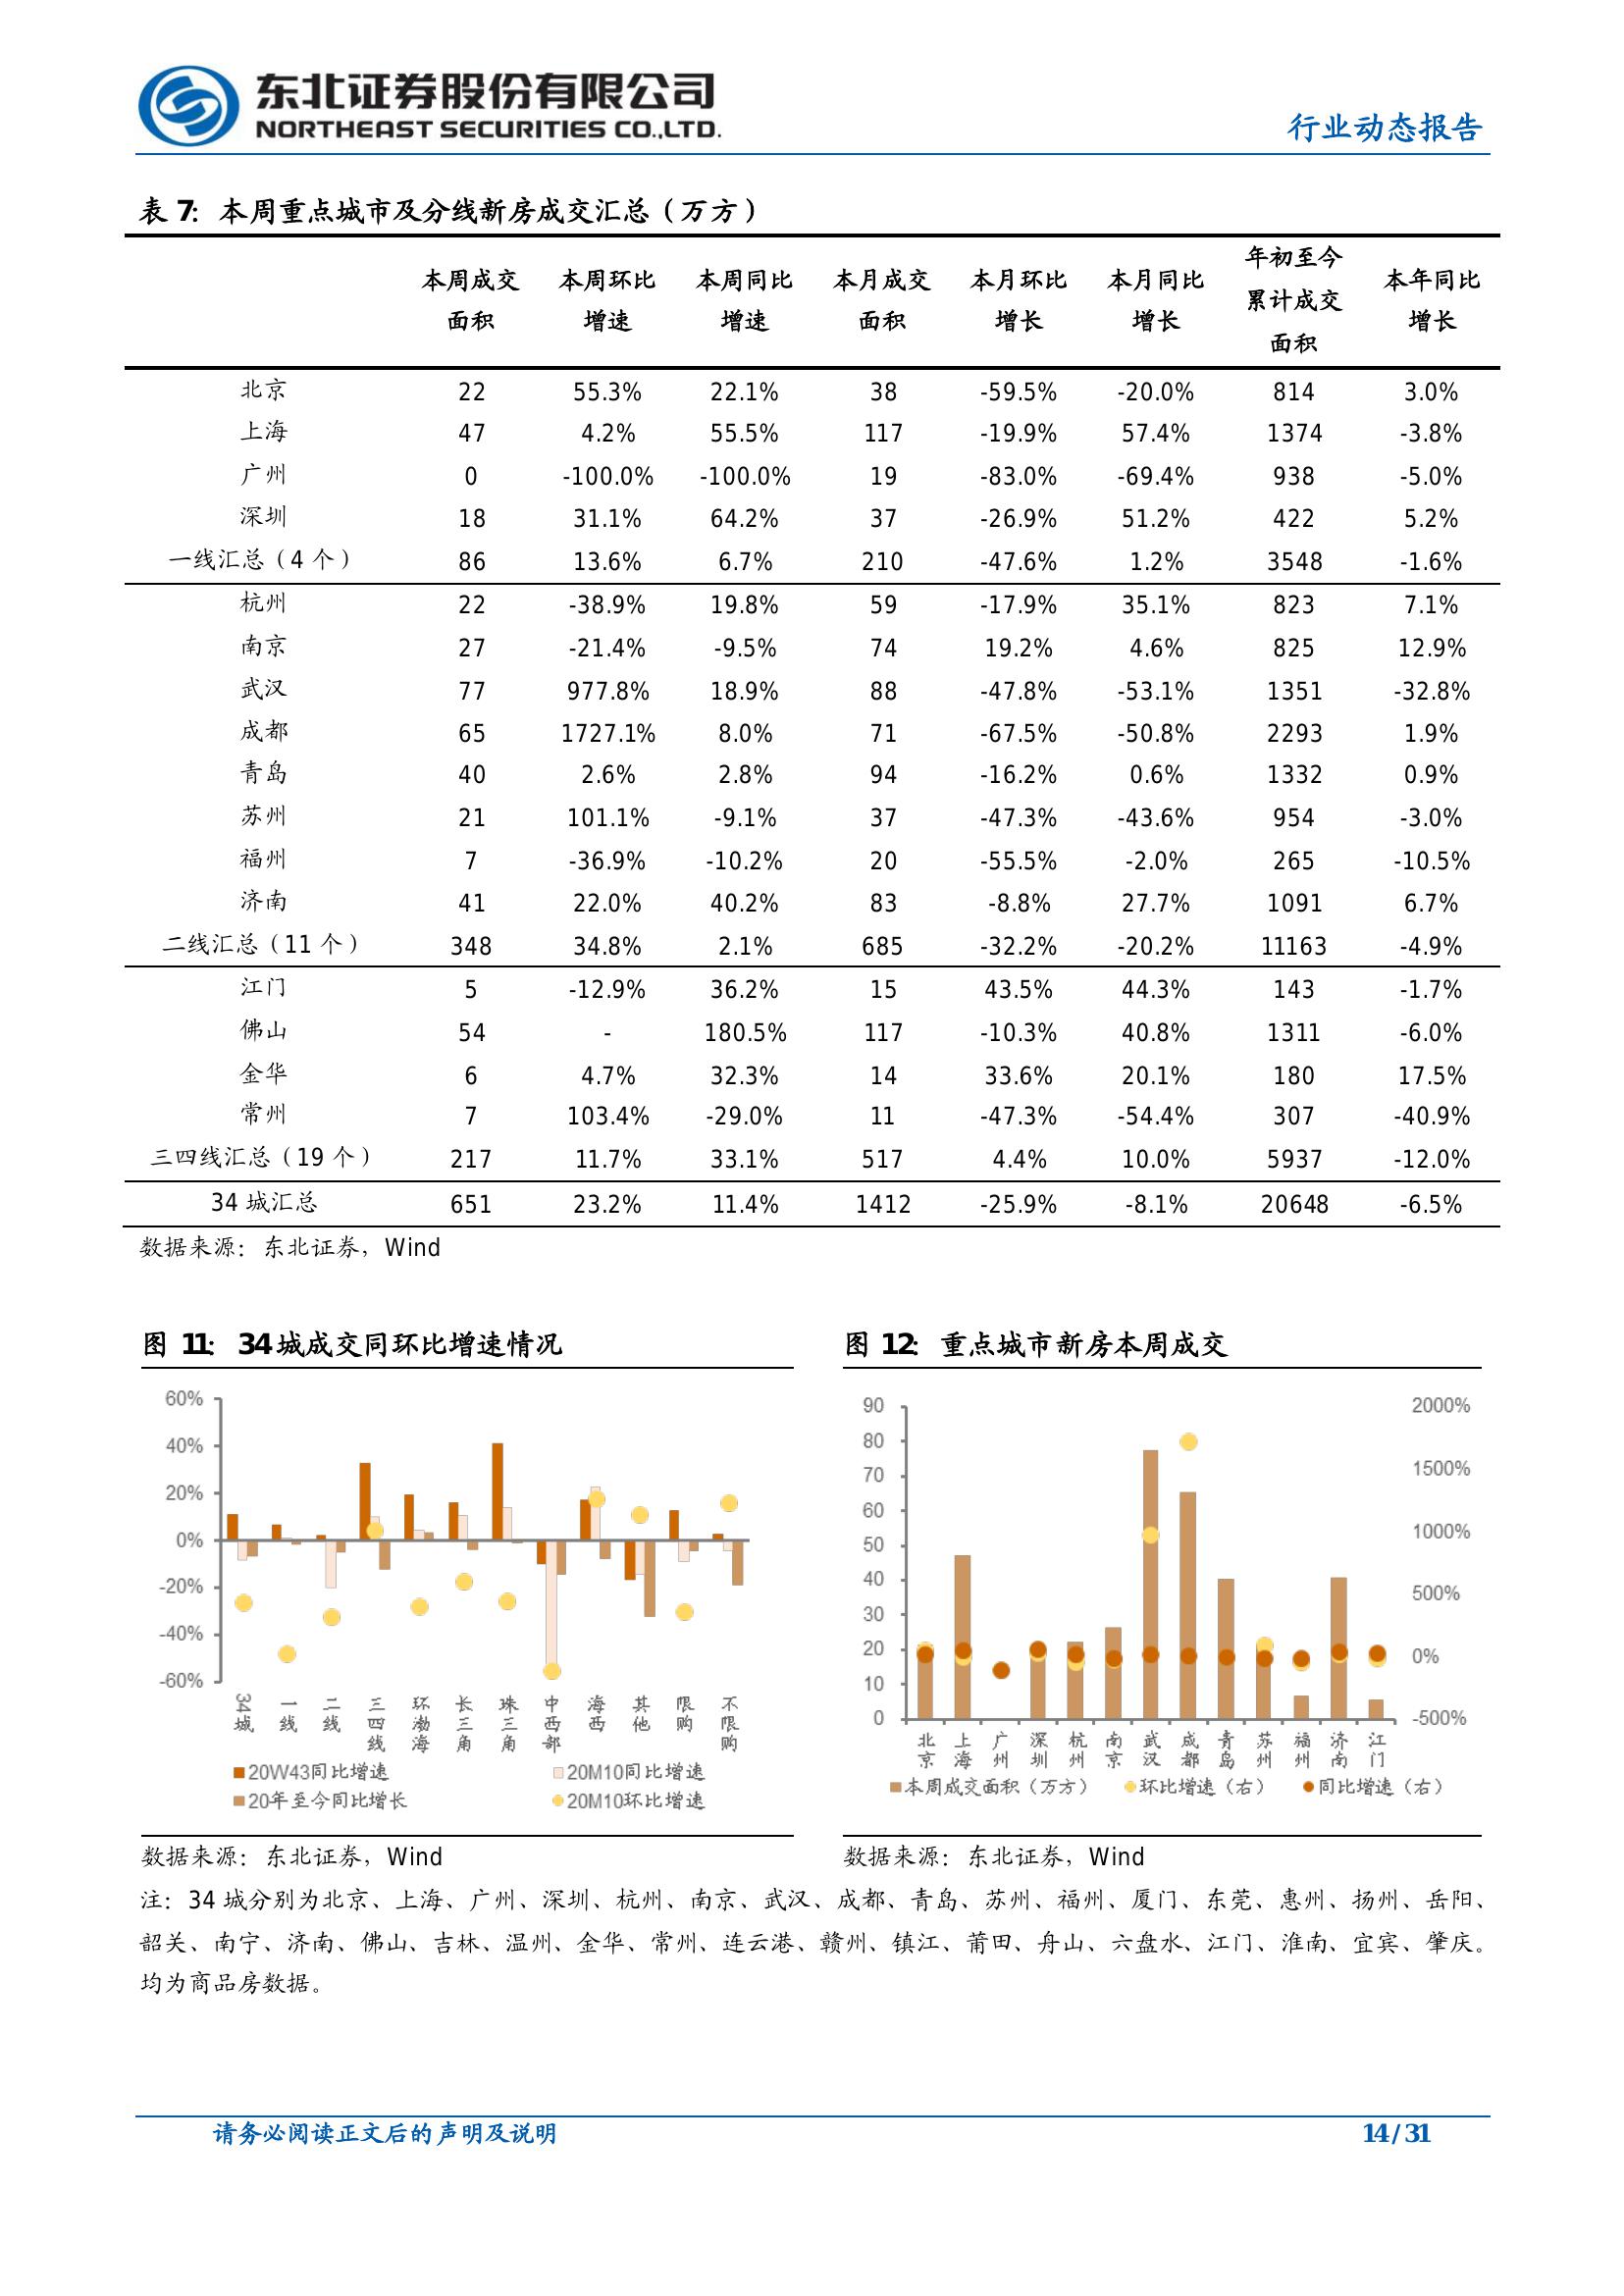 东北证券股份有限公司
NORTHEAST SECURITIES CO.,LTD.
行业动态报告
表 7: 本周重点城市及分线新房成交汇总（万方）
本周成交面积 本周环比增速 本周同比增速 本月成交面积 本月环比增长 本月同比增长 年初至今累计成交面积 本年同比增长
北京 22 55.3% 22.1% 38 -59.5% -20.0% 814 3.0%
上海 47 4.2% 55.5% 117 -19.9% 57.4% 1374 -3.8%
广州 0 -100.0% -100.0% 19 -83.0% -69.4% 938 -5.0%
深圳 18 31.1% 64.2% 37 -26.9% 51.2% 422 5.2%
一线汇总（4 个） 86 13.6% 6.7% 210 -47.6% 1.2% 3548 -1.6%
杭州 22 -38.9% 19.8% 59 -17.9% 35.1% 823 7.1%
南京 27 -21.4% -9.5% 74 19.2% 4.6% 825 12.9%
武汉 77 977.8% 18.9% 88 -47.8% -53.1% 1351 -32.8%
成都 65 1727.1% 8.0% 71 -67.5% -50.8% 2293 1.9%
青岛 40 2.6% 2.8% 94 -16.2% 0.6% 1332 0.9%
苏州 21 101.1% -9.1% 37 -47.3% -43.6% 954 -3.0%
福州 7 -36.9% -10.2% 20 -55.5% -2.0% 265 -10.5%
济南 41 22.0% 40.2% 83 -8.8% 27.7% 1091 6.7%
二线汇总（11 个） 348 34.8% 2.1% 685 -32.2% -20.2% 11163 -4.9%
江门 5 -12.9% 36.2% 15 43.5% 44.3% 143 -1.7%
佛山 54 - 180.5% 117 -10.3% 40.8% 1311 -6.0%
金华 6 4.7% 32.3% 14 33.6% 20.1% 180 17.5%
常州 7 103.4% -29.0% 11 -47.3% -54.4% 307 -40.9%
三四线汇总（19 个） 217 11.7% 33.1% 517 4.4% 10.0% 5937 -12.0%
34 城汇总 651 23.2% 11.4% 1412 -25.9% -8.1% 20648 -6.5%
数据来源：东北证券，Wind
图 11: 34 城成交同环比增速情况
60%
40%
20%
0%
-20%
-40%
-60%
34城 一线 二线 三四线 环渤海 长三角 珠三角 中西部 海西 其他 限购 不限购
20W43同比增速 20M10同比增速
20年至今同比增长 20M10环比增速
数据来源：东北证券，Wind
图 12: 重点城市新房本周成交
90
80
70
60
50
40
30
20
10
0
2000%
1500%
1000%
500%
0%
-500%
北京 上海 广州 深圳 杭州 南京 武汉 成都 青岛 苏州 福州 济南 江门
本周成交面积（万方） 环比增速（右） 同比增速（右）
数据来源：东北证券，Wind
注：34 城分别为北京、上海、广州、深圳、杭州、南京、武汉、成都、青岛、苏州、福州、厦门、东莞、惠州、扬州、岳阳、
韶关、南宁、济南、佛山、吉林、温州、金华、常州、连云港、赣州、镇江、莆田、舟山、六盘水、江门、淮南、宜宾、肇庆。
均为商品房数据。
请务必阅读正文后的声明及说明
14 / 31